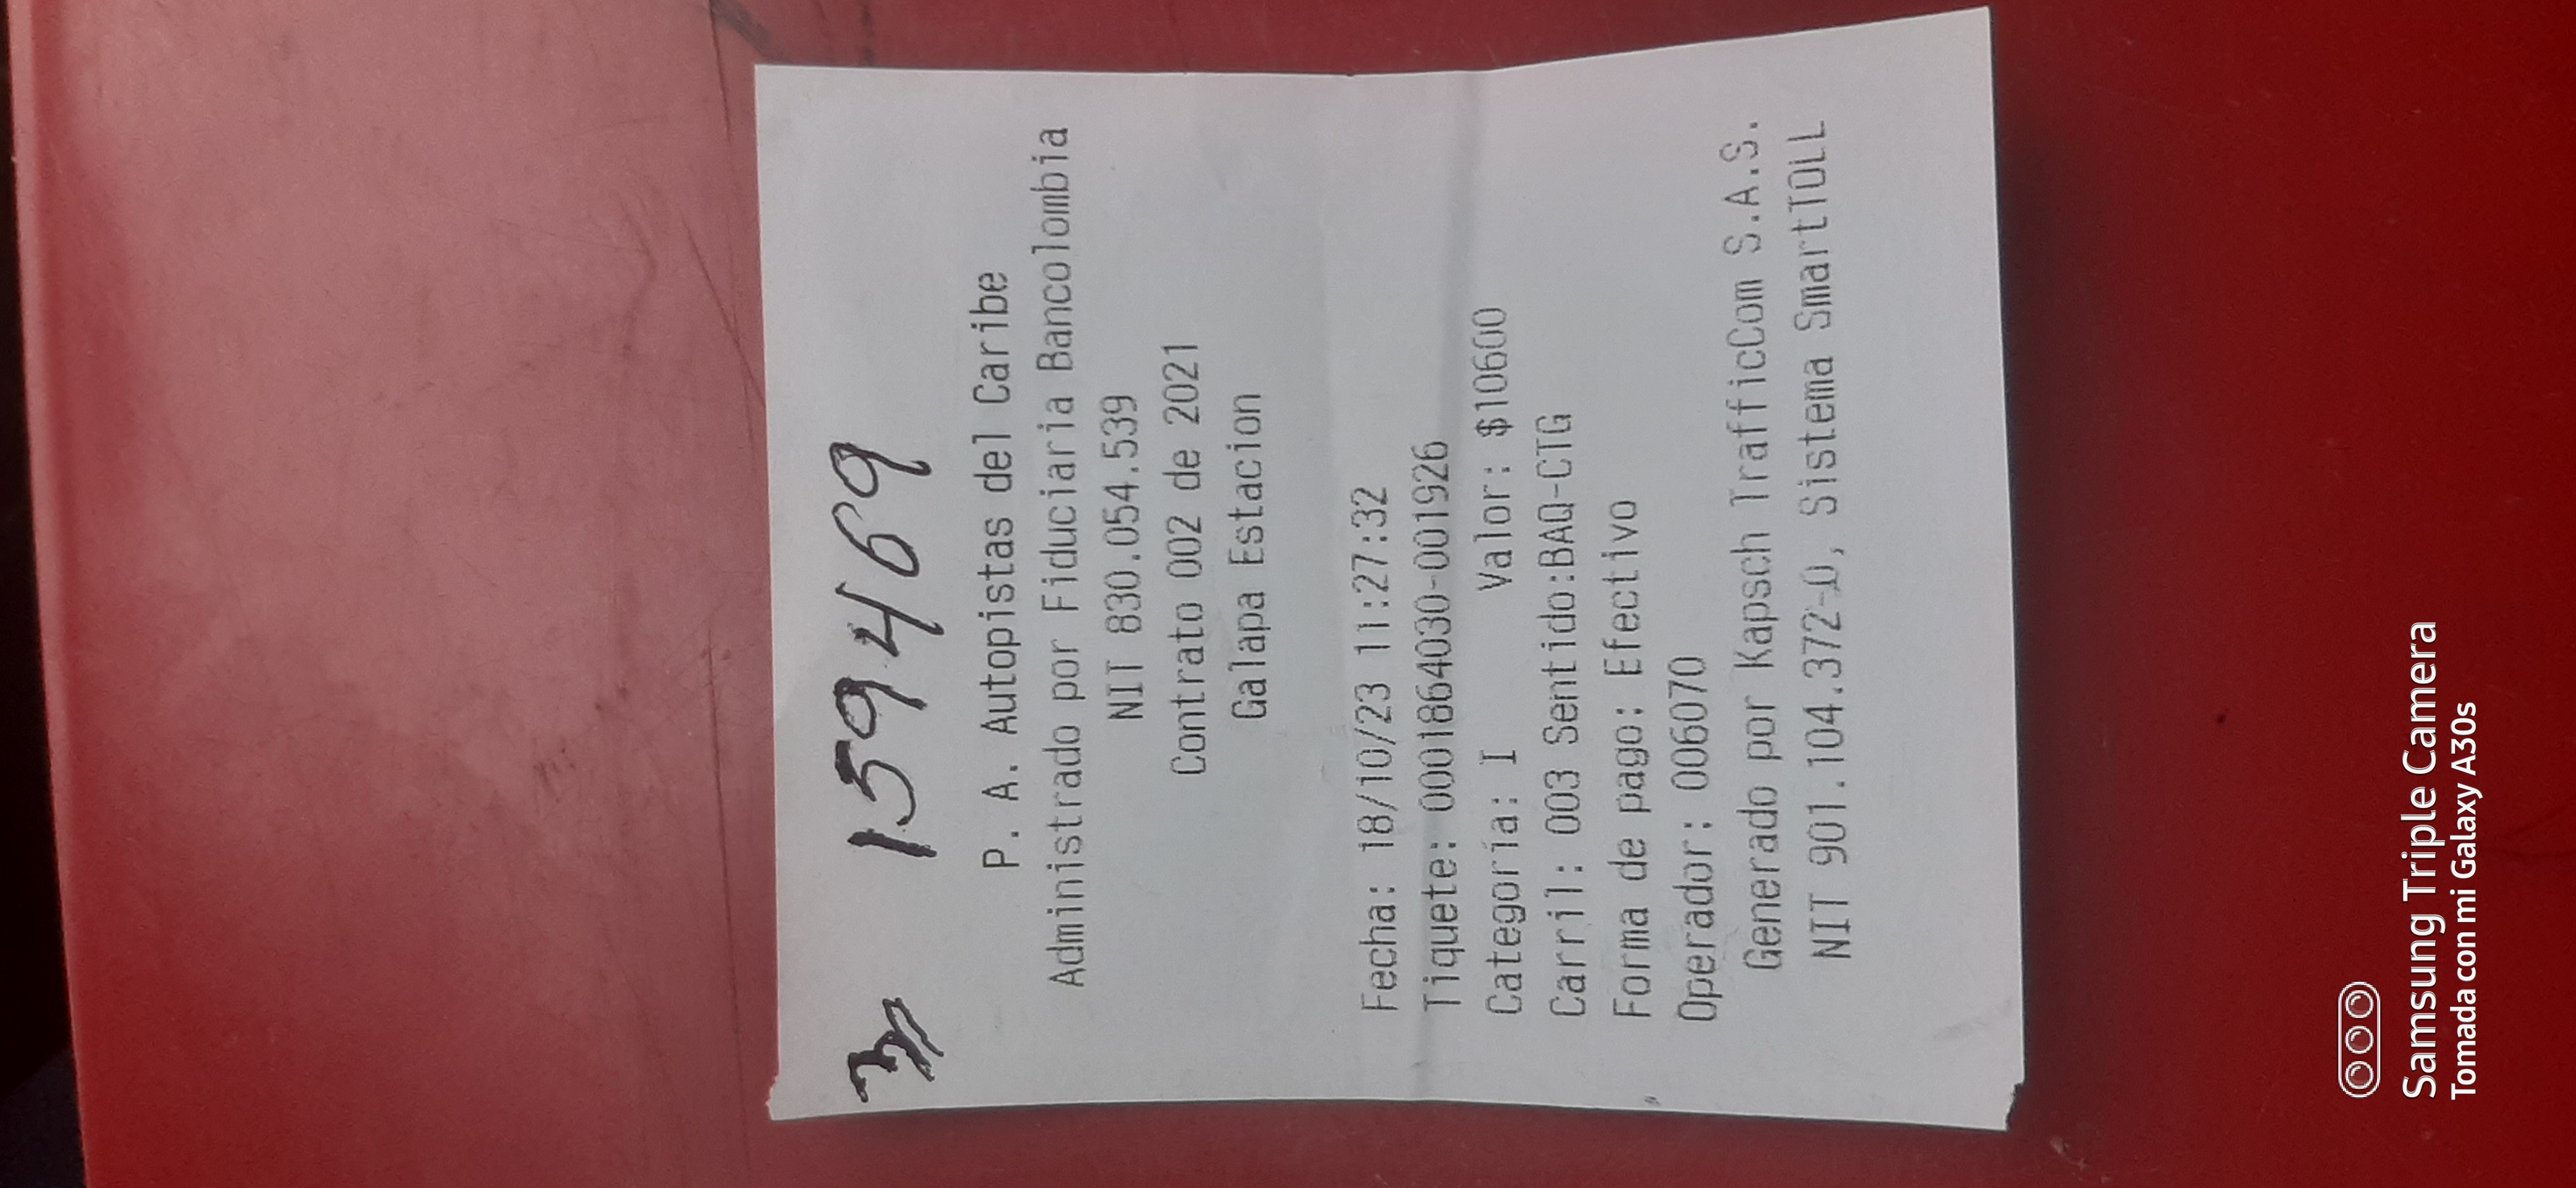 159469
P. A. Autopistas del Caribe
Administrado por Fiduciaria Bancolombia
NIT 830.054.539
Contrato 002 de 2021
Galapa Estacion
Fecha: 18/10/23 11:27:32
Tiquete: 0001864030-001926
Categoría: I Valor: $10600
Carril: 003 Sentido:BAQ-CTG
Forma de pago: Efectivo
Operador: 006070
Generado por Kapsch TrafficCom S.A.S.
NIT 901.104.372-0, Sistema SmartTOLL
Samsung Triple Camera
Tomada con mi Galaxy A30s